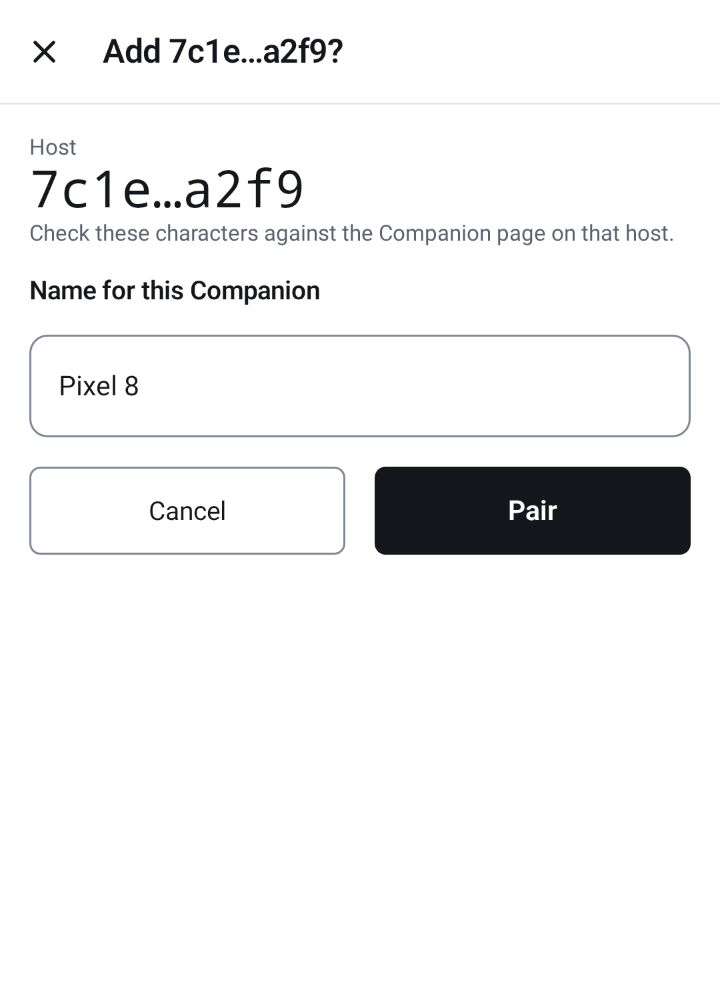 Add 7c1e…a2f9?
Host
7c1e…a2f9
Check these characters against the Companion page on that host.
Name for this Companion
Pixel 8
Cancel
Pair